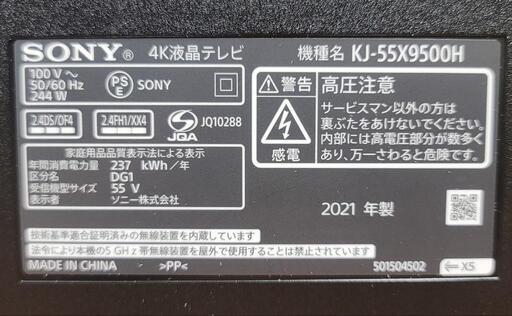 SONY® 4K液晶テレビ 機種名 KJ-55X9500H
100 V～
50/60 Hz
244 W
PS
E
SONY
2.4DS/OF4 2.4FH1/XX4
JQA
JQ10288
家庭用品品質表示法による表示
年間消費電力量 237 kWh／年
区分名 DG1
受信機型サイズ 55 V
表示者 ソニー株式会社
警告 高圧注意
感電
サービスマン以外の方は
裏ぶたをあけないでください。
内部には高電圧部分が数多く
あり、万一さわると危険です。
2021 年製
技術基準適合証明済みの無線装置を内蔵しています
法令により本機の5 GHz帯無線装置を屋外で使用することは禁止されています
MADE IN CHINA >PP< 501504502 X5